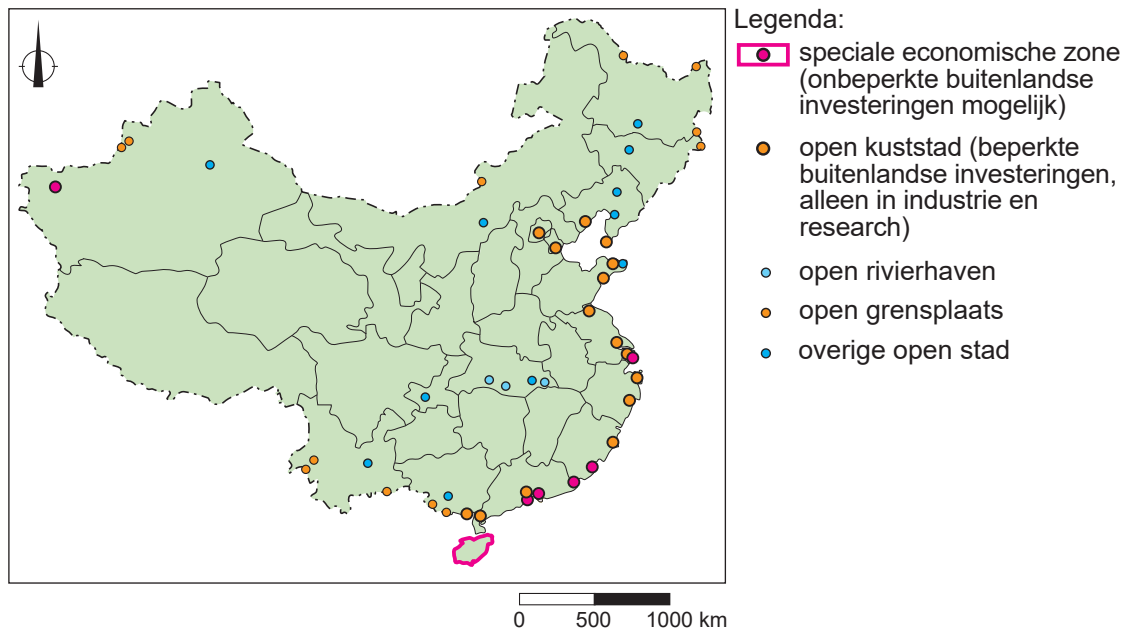 Legenda:
speciale economische zone
(onbeperkte buitenlandse
investeringen mogelijk)
open kuststad (beperkte
buitenlandse investeringen,
alleen in industrie en
research)
open rivierhaven
open grensplaats
overige open stad
0 500 1000 km